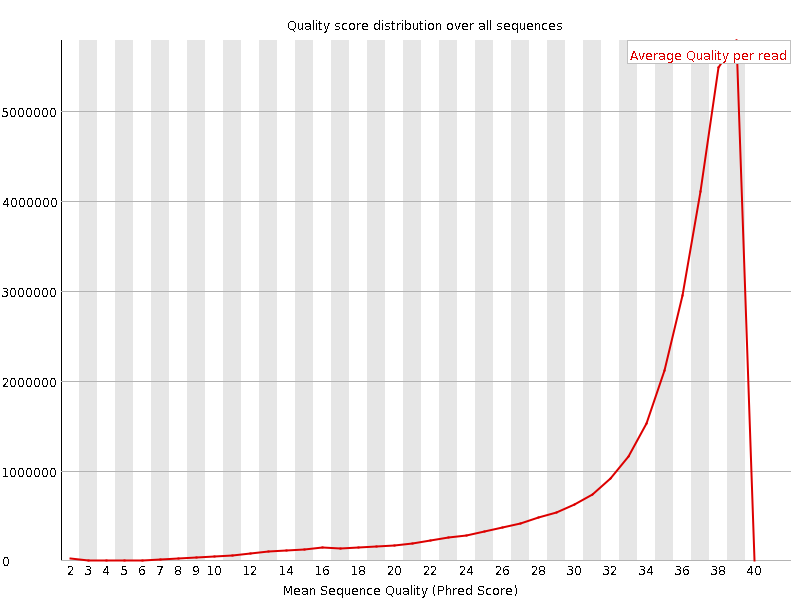 Quality score distribution over all sequences
Average Quality per read
5000000
4000000
3000000
2000000
1000000
0
2 3 4 5 6 7 8 9 10 12 14 16 18 20 22 24 26 28 30 32 34 36 38 40
Mean Sequence Quality (Phred Score)